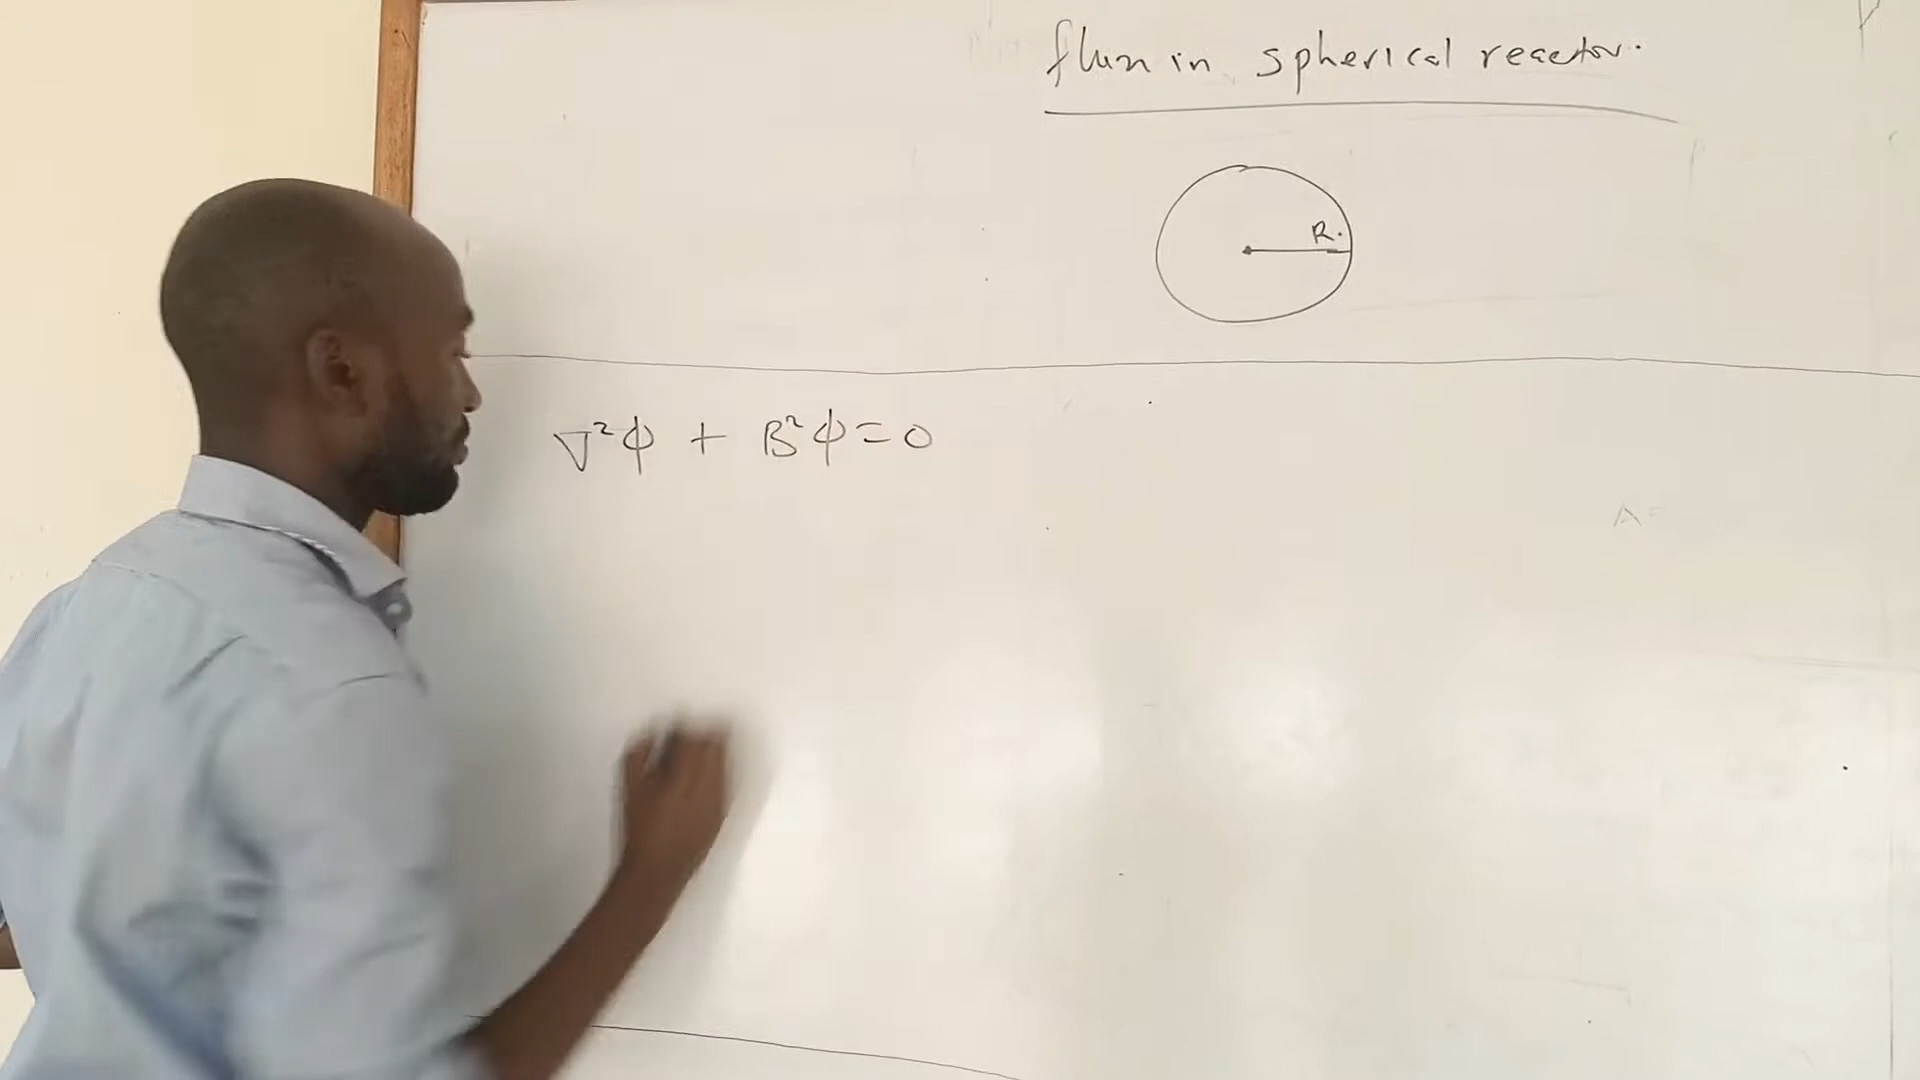 flux in spherical reactor.
R.
∇²φ + B²φ = 0
A=